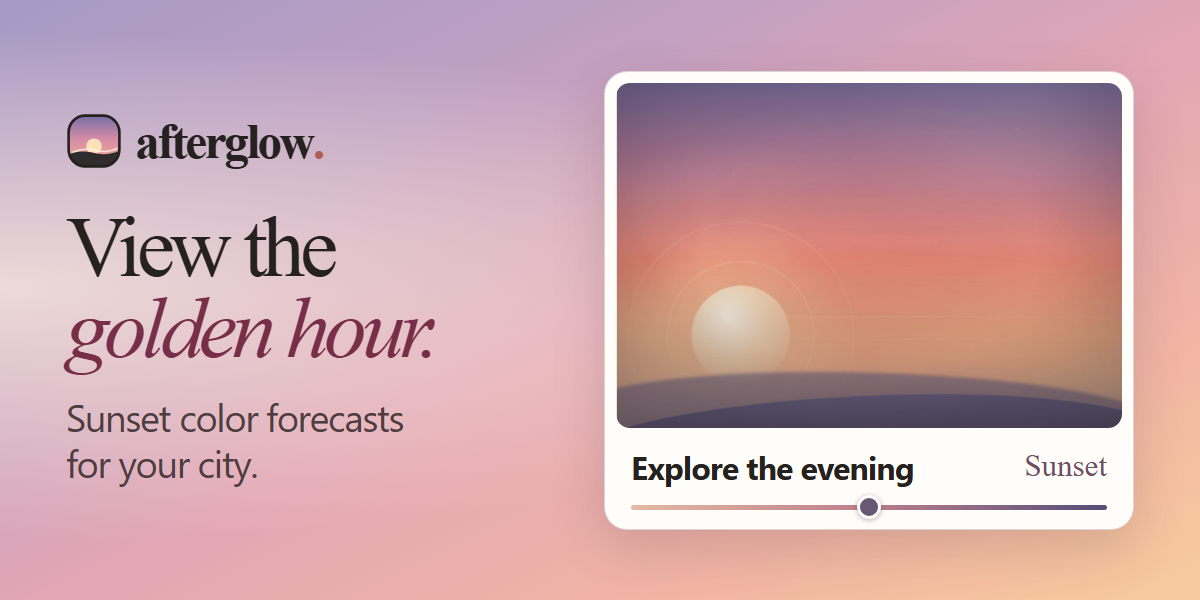 afterglow.
View the
golden hour.
Sunset color forecasts
for your city.
Explore the evening
Sunset